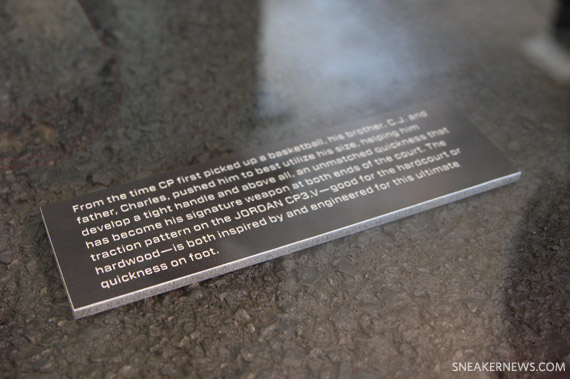 From the time CP first picked up a basketball, his brother, C.J. and
father, Charles, pushed him to best utilize his size, helping him
develop a tight handle and above all, an unmatched quickness that
has become his signature weapon at both ends of the court. The
traction pattern on the JORDAN CP3.V—good for the hardcourt or
hardwood—is both inspired by and engineered for this ultimate
quickness on foot.
SNEAKERNEWS.COM